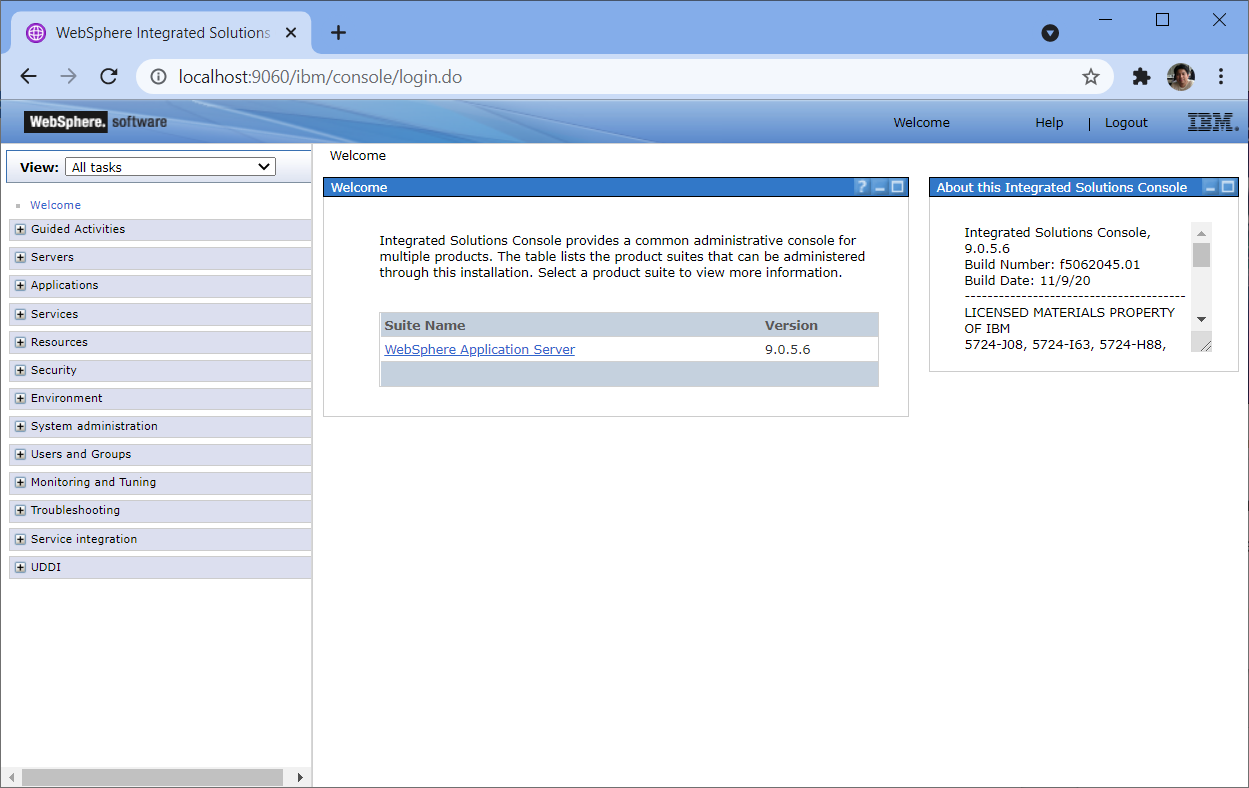 WebSphere Integrated Solutions
localhost:9060/ibm/console/login.do
WebSphere. software
Welcome
Help
|
Logout
IBM.
View: All tasks
Welcome
Guided Activities
Servers
Applications
Services
Resources
Security
Environment
System administration
Users and Groups
Monitoring and Tuning
Troubleshooting
Service integration
UDDI
Welcome
Welcome
Integrated Solutions Console provides a common administrative console for
multiple products. The table lists the product suites that can be administered
through this installation. Select a product suite to view more information.
Suite Name Version
WebSphere Application Server 9.0.5.6
About this Integrated Solutions Console
Integrated Solutions Console,
9.0.5.6
Build Number: f5062045.01
Build Date: 11/9/20
---------------------------------------
LICENSED MATERIALS PROPERTY
OF IBM
5724-J08, 5724-I63, 5724-H88,